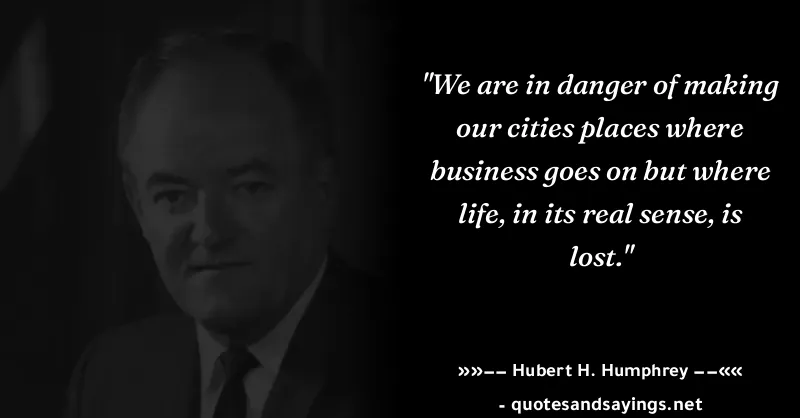 "We are in danger of making
our cities places where
business goes on but where
life, in its real sense, is
lost."
»»−− Hubert H. Humphrey −−««
- quotesandsayings.net